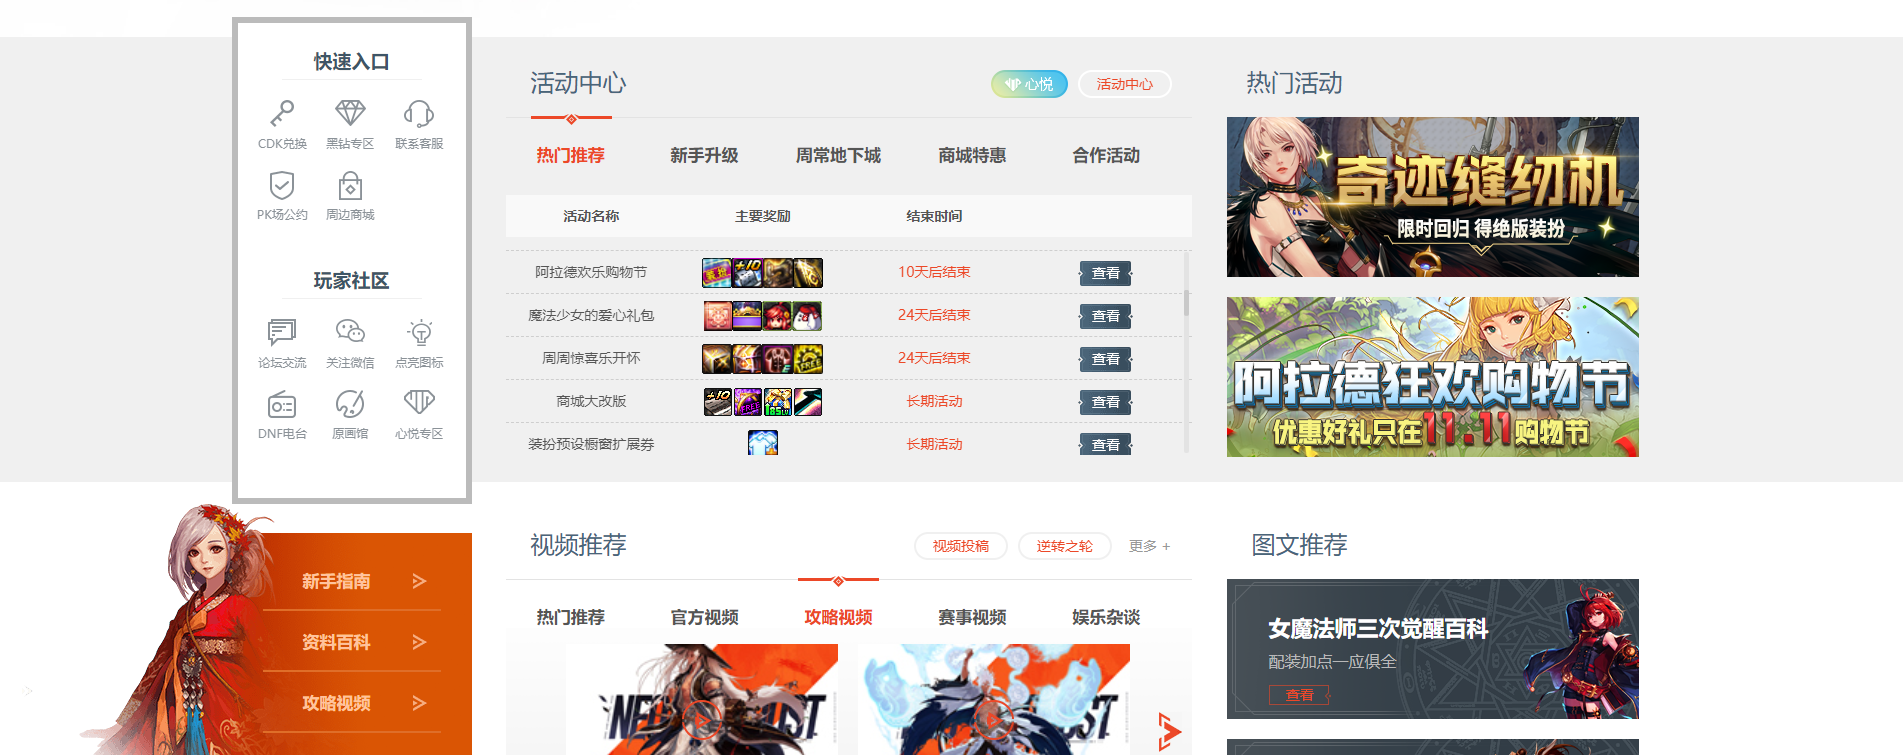 快速入口
CDK兑换 黑钻专区 联系客服
PK场公约 周边商城
玩家社区
论坛交流 关注微信 点亮图标
DNF电台 原画馆 心悦专区
新手指南
资料百科
攻略视频
活动中心
心悦 活动中心
热门推荐 新手升级 周常地下城 商城特惠 合作活动
活动名称 主要奖励 结束时间
阿拉德欢乐购物节 10天后结束 查看
魔法少女的爱心礼包 24天后结束 查看
周周惊喜乐开怀 24天后结束 查看
商城大改版 长期活动 查看
装扮预设橱窗扩展券 长期活动 查看
视频推荐
视频投稿 逆转之轮 更多 +
热门推荐 官方视频 攻略视频 赛事视频 娱乐杂谈
热门活动
奇迹缝纫机
限时回归 得绝版装扮
阿拉德狂欢购物节
优惠好礼只在11.11购物节
图文推荐
女魔法师三次觉醒百科
配装加点一应俱全
查看